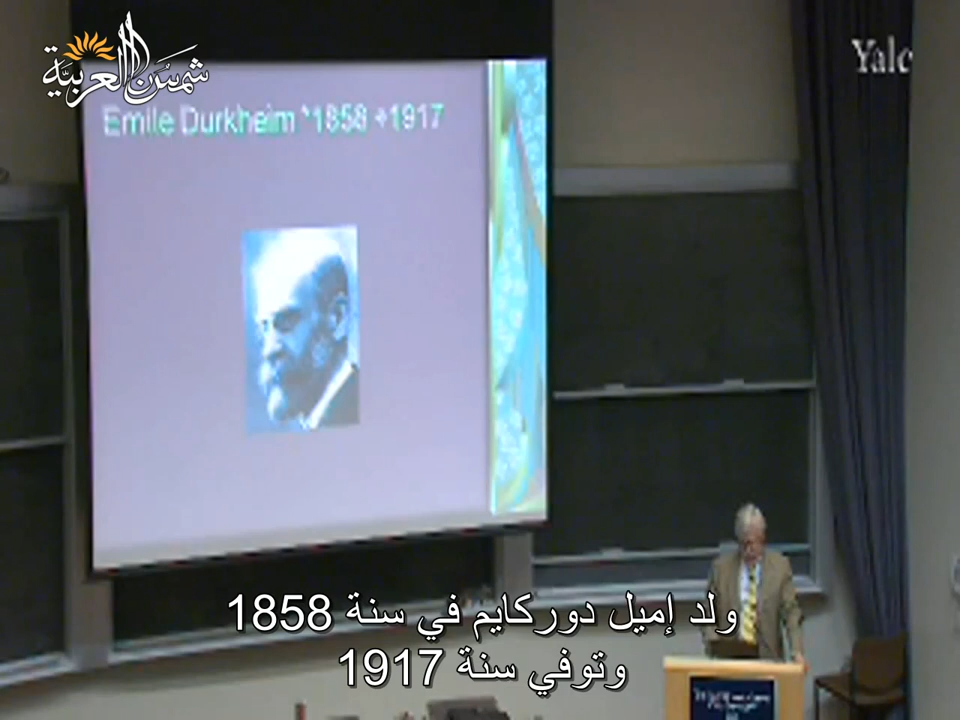 شمس العربية
Yale
Emile Durkheim *1858 +1917
ولد إميل دوركايم في سنة 1858
وتوفي سنة 1917